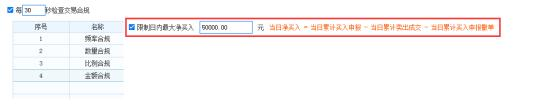 每 30 秒检查交易合规
序号 名称
1 频率合规
2 数量合规
3 比例合规
4 金额合规
限制日内最大净买入 50000.00 元 当日净买入 = 当日累计买入申报 - 当日累计卖出成交 - 当日累计买入申报撤单